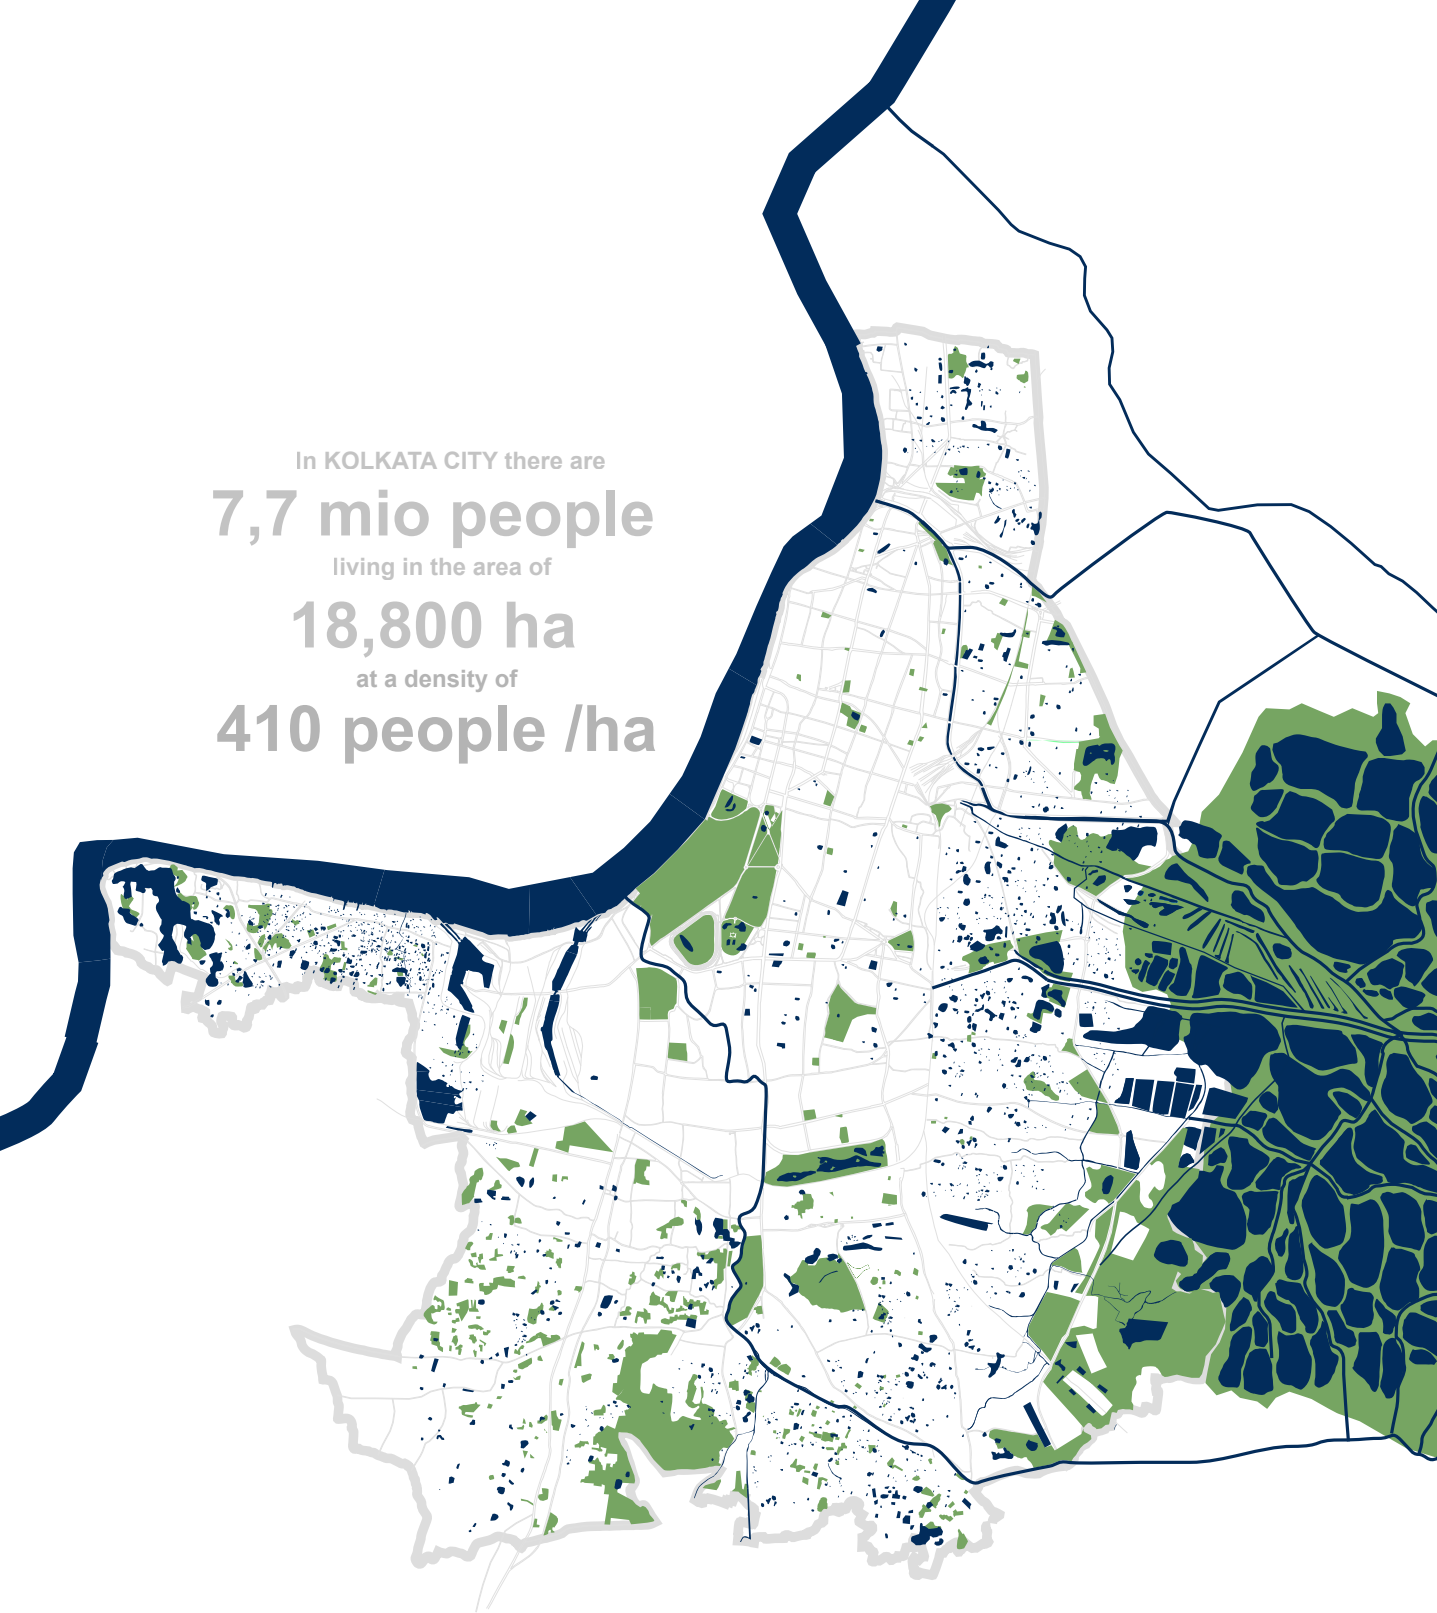 In KOLKATA CITY there are
7,7 mio people
living in the area of
18,800 ha
at a density of
410 people /ha